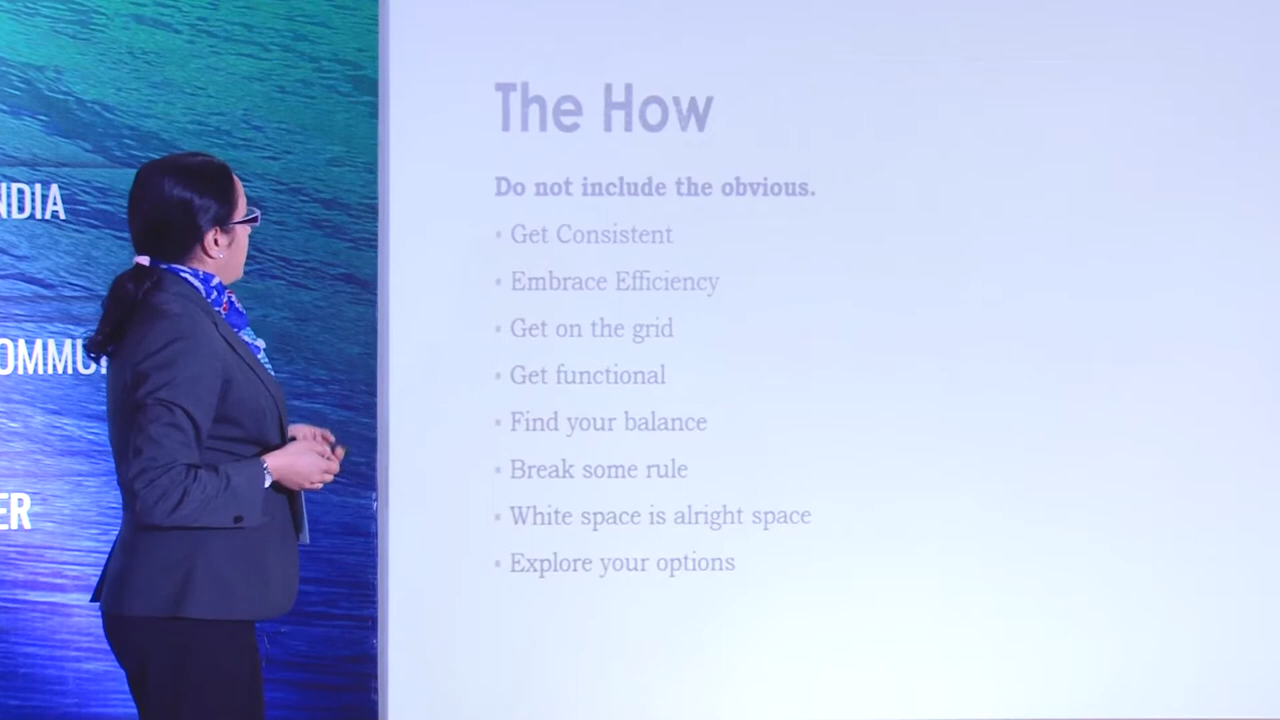 NDIA
OMMU
ER
The How
Do not include the obvious.
• Get Consistent
• Embrace Efficiency
• Get on the grid
• Get functional
• Find your balance
• Break some rule
• White space is alright space
• Explore your options